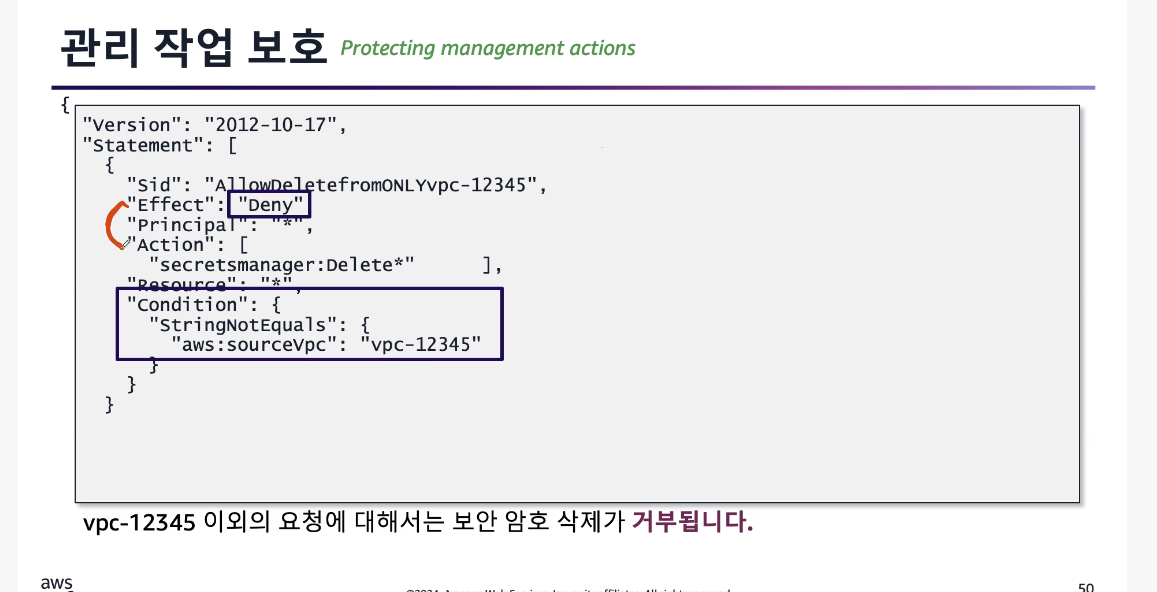 관리 작업 보호 Protecting management actions
{
"Version": "2012-10-17",
"Statement": [
{
"Sid": "AllowDeletefromONLYvpc-12345",
"Effect": "Deny"
"Principal": "*",
"Action": [
"secretsmanager:Delete*" ],
"Resource": "*",
"Condition": {
"StringNotEquals": {
"aws:sourceVpc": "vpc-12345"
}
}
}
vpc-12345 이외의 요청에 대해서는 보안 암호 삭제가 거부됩니다.
aws
50